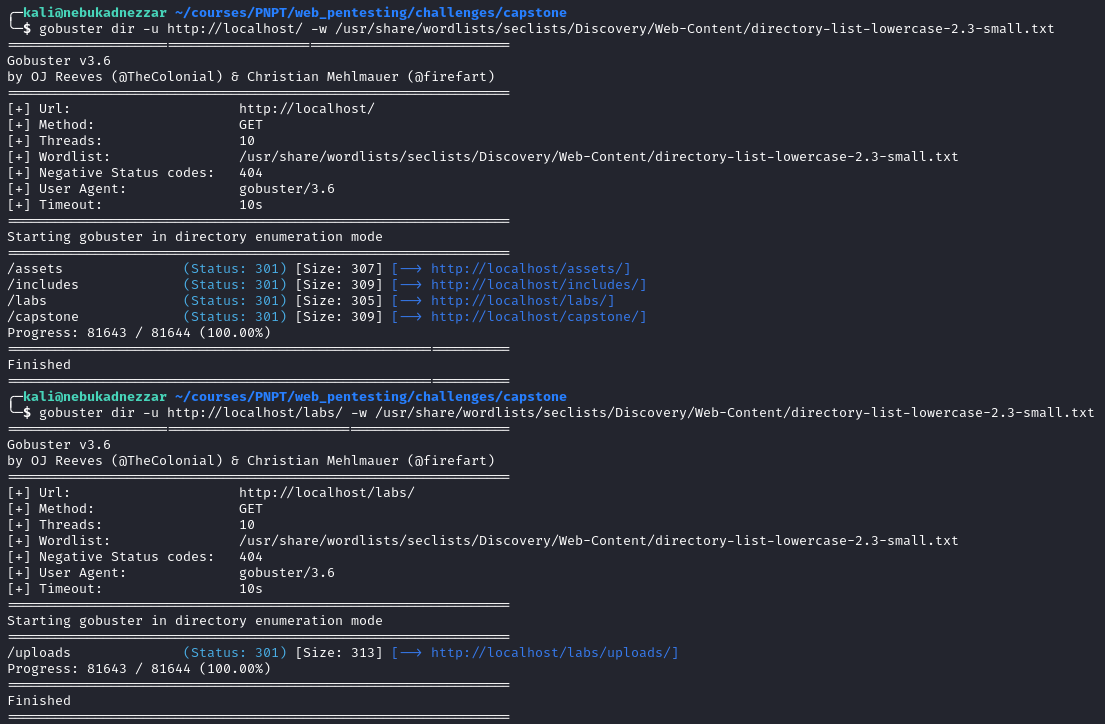 ┌─kali@nebukadnezzar ~/courses/PNPT/web_pentesting/challenges/capstone
└─$ gobuster dir -u http://localhost/ -w /usr/share/wordlists/seclists/Discovery/Web-Content/directory-list-lowercase-2.3-small.txt
===============================================================
Gobuster v3.6
by OJ Reeves (@TheColonial) & Christian Mehlmauer (@firefart)
===============================================================
[+] Url:                     http://localhost/
[+] Method:                  GET
[+] Threads:                 10
[+] Wordlist:                /usr/share/wordlists/seclists/Discovery/Web-Content/directory-list-lowercase-2.3-small.txt
[+] Negative Status codes:   404
[+] User Agent:              gobuster/3.6
[+] Timeout:                 10s
===============================================================
Starting gobuster in directory enumeration mode
===============================================================
/assets               (Status: 301) [Size: 307] [--> http://localhost/assets/]
/includes             (Status: 301) [Size: 309] [--> http://localhost/includes/]
/labs                 (Status: 301) [Size: 305] [--> http://localhost/labs/]
/capstone             (Status: 301) [Size: 309] [--> http://localhost/capstone/]
Progress: 81643 / 81644 (100.00%)
===============================================================
Finished
===============================================================
┌─kali@nebukadnezzar ~/courses/PNPT/web_pentesting/challenges/capstone
└─$ gobuster dir -u http://localhost/labs/ -w /usr/share/wordlists/seclists/Discovery/Web-Content/directory-list-lowercase-2.3-small.txt
===============================================================
Gobuster v3.6
by OJ Reeves (@TheColonial) & Christian Mehlmauer (@firefart)
===============================================================
[+] Url:                     http://localhost/labs/
[+] Method:                  GET
[+] Threads:                 10
[+] Wordlist:                /usr/share/wordlists/seclists/Discovery/Web-Content/directory-list-lowercase-2.3-small.txt
[+] Negative Status codes:   404
[+] User Agent:              gobuster/3.6
[+] Timeout:                 10s
===============================================================
Starting gobuster in directory enumeration mode
===============================================================
/uploads              (Status: 301) [Size: 313] [--> http://localhost/labs/uploads/]
Progress: 81643 / 81644 (100.00%)
===============================================================
Finished
===============================================================